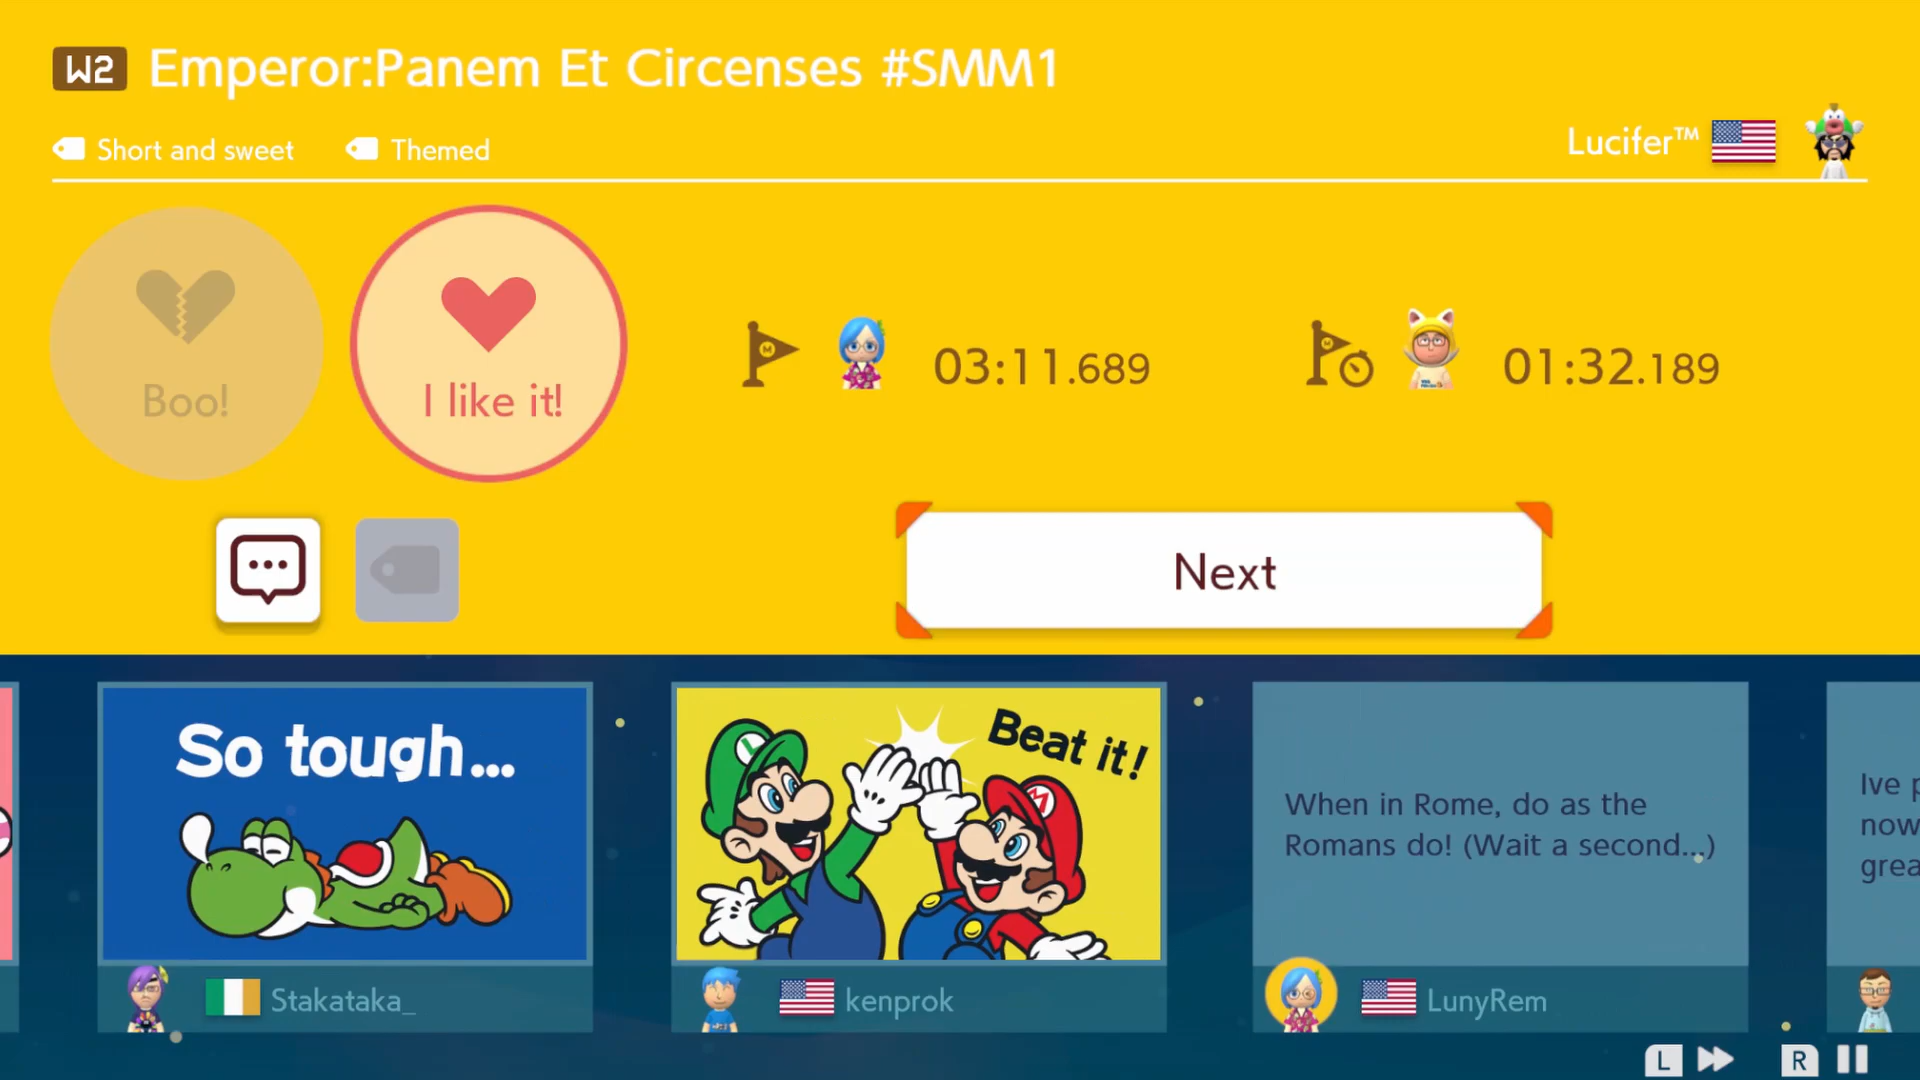 W2 Emperor:Panem Et Circenses #SMM1
Short and sweet Themed
Lucifer™
Boo!
I like it!
03:11.689
01:32.189
Next
So tough...
Beat it!
When in Rome, do as the
Romans do! (Wait a second...)
Ive
now
Stakataka_
kenprok
LunyRem
L
R